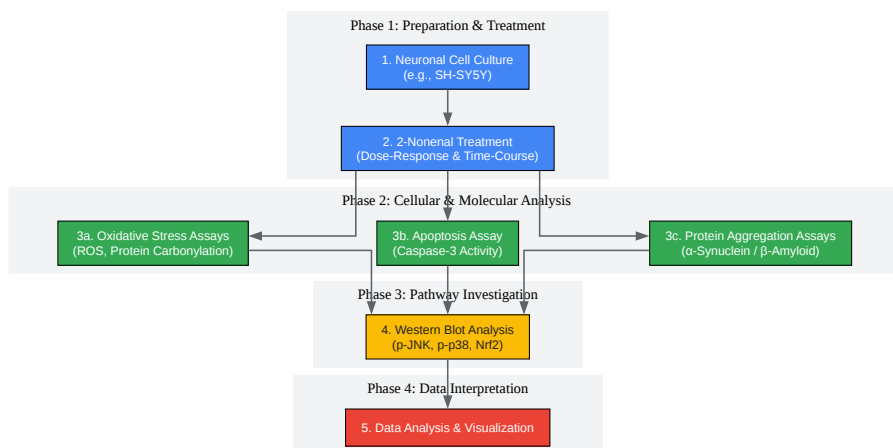 Phase 1: Preparation & Treatment
1. Neuronal Cell Culture
(e.g., SH-SY5Y)
2. 2-Nonenal Treatment
(Dose-Response & Time-Course)
Phase 2: Cellular & Molecular Analysis
3a. Oxidative Stress Assays
(ROS, Protein Carbonylation)
3b. Apoptosis Assay
(Caspase-3 Activity)
3c. Protein Aggregation Assays
(α-Synuclein / β-Amyloid)
Phase 3: Pathway Investigation
4. Western Blot Analysis
(p-JNK, p-p38, Nrf2)
Phase 4: Data Interpretation
5. Data Analysis & Visualization